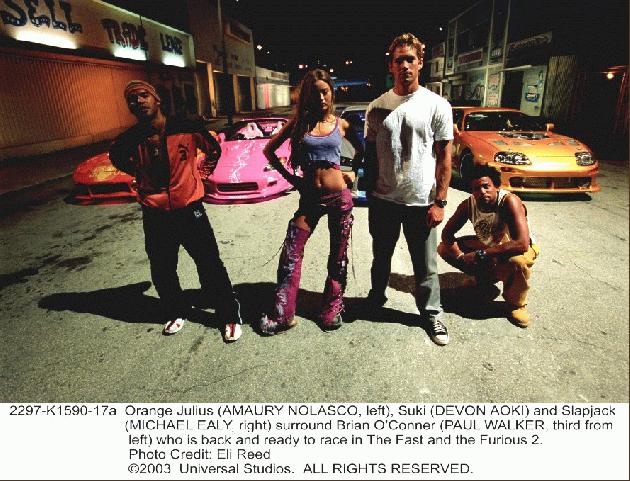 SELL TRADE
2297-K1590-17a Orange Julius (AMAURY NOLASCO, left), Suki (DEVON AOKI) and Slapjack
(MICHAEL EALY, right) surround Brian O'Conner (PAUL WALKER, third from
left) who is back and ready to race in The Fast and the Furious 2.
Photo Credit: Eli Reed
©2003 Universal Studios. ALL RIGHTS RESERVED.